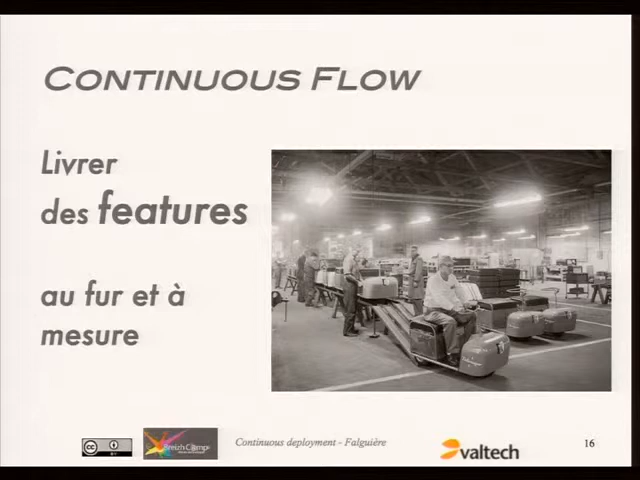 Continuous Flow
Livrer
des features
au fur et à
mesure
Continuous deployment - Falguière
valtech
16